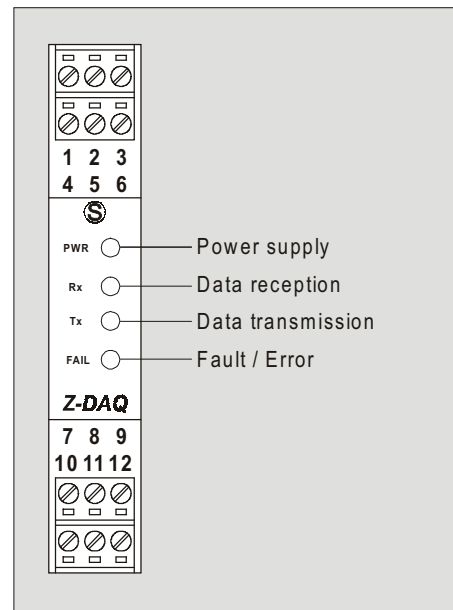 1 2 3
4 5 6
S
PWR Power supply
Rx Data reception
Tx Data transmission
FAIL Fault / Error
Z-DAQ
7 8 9
10 11 12